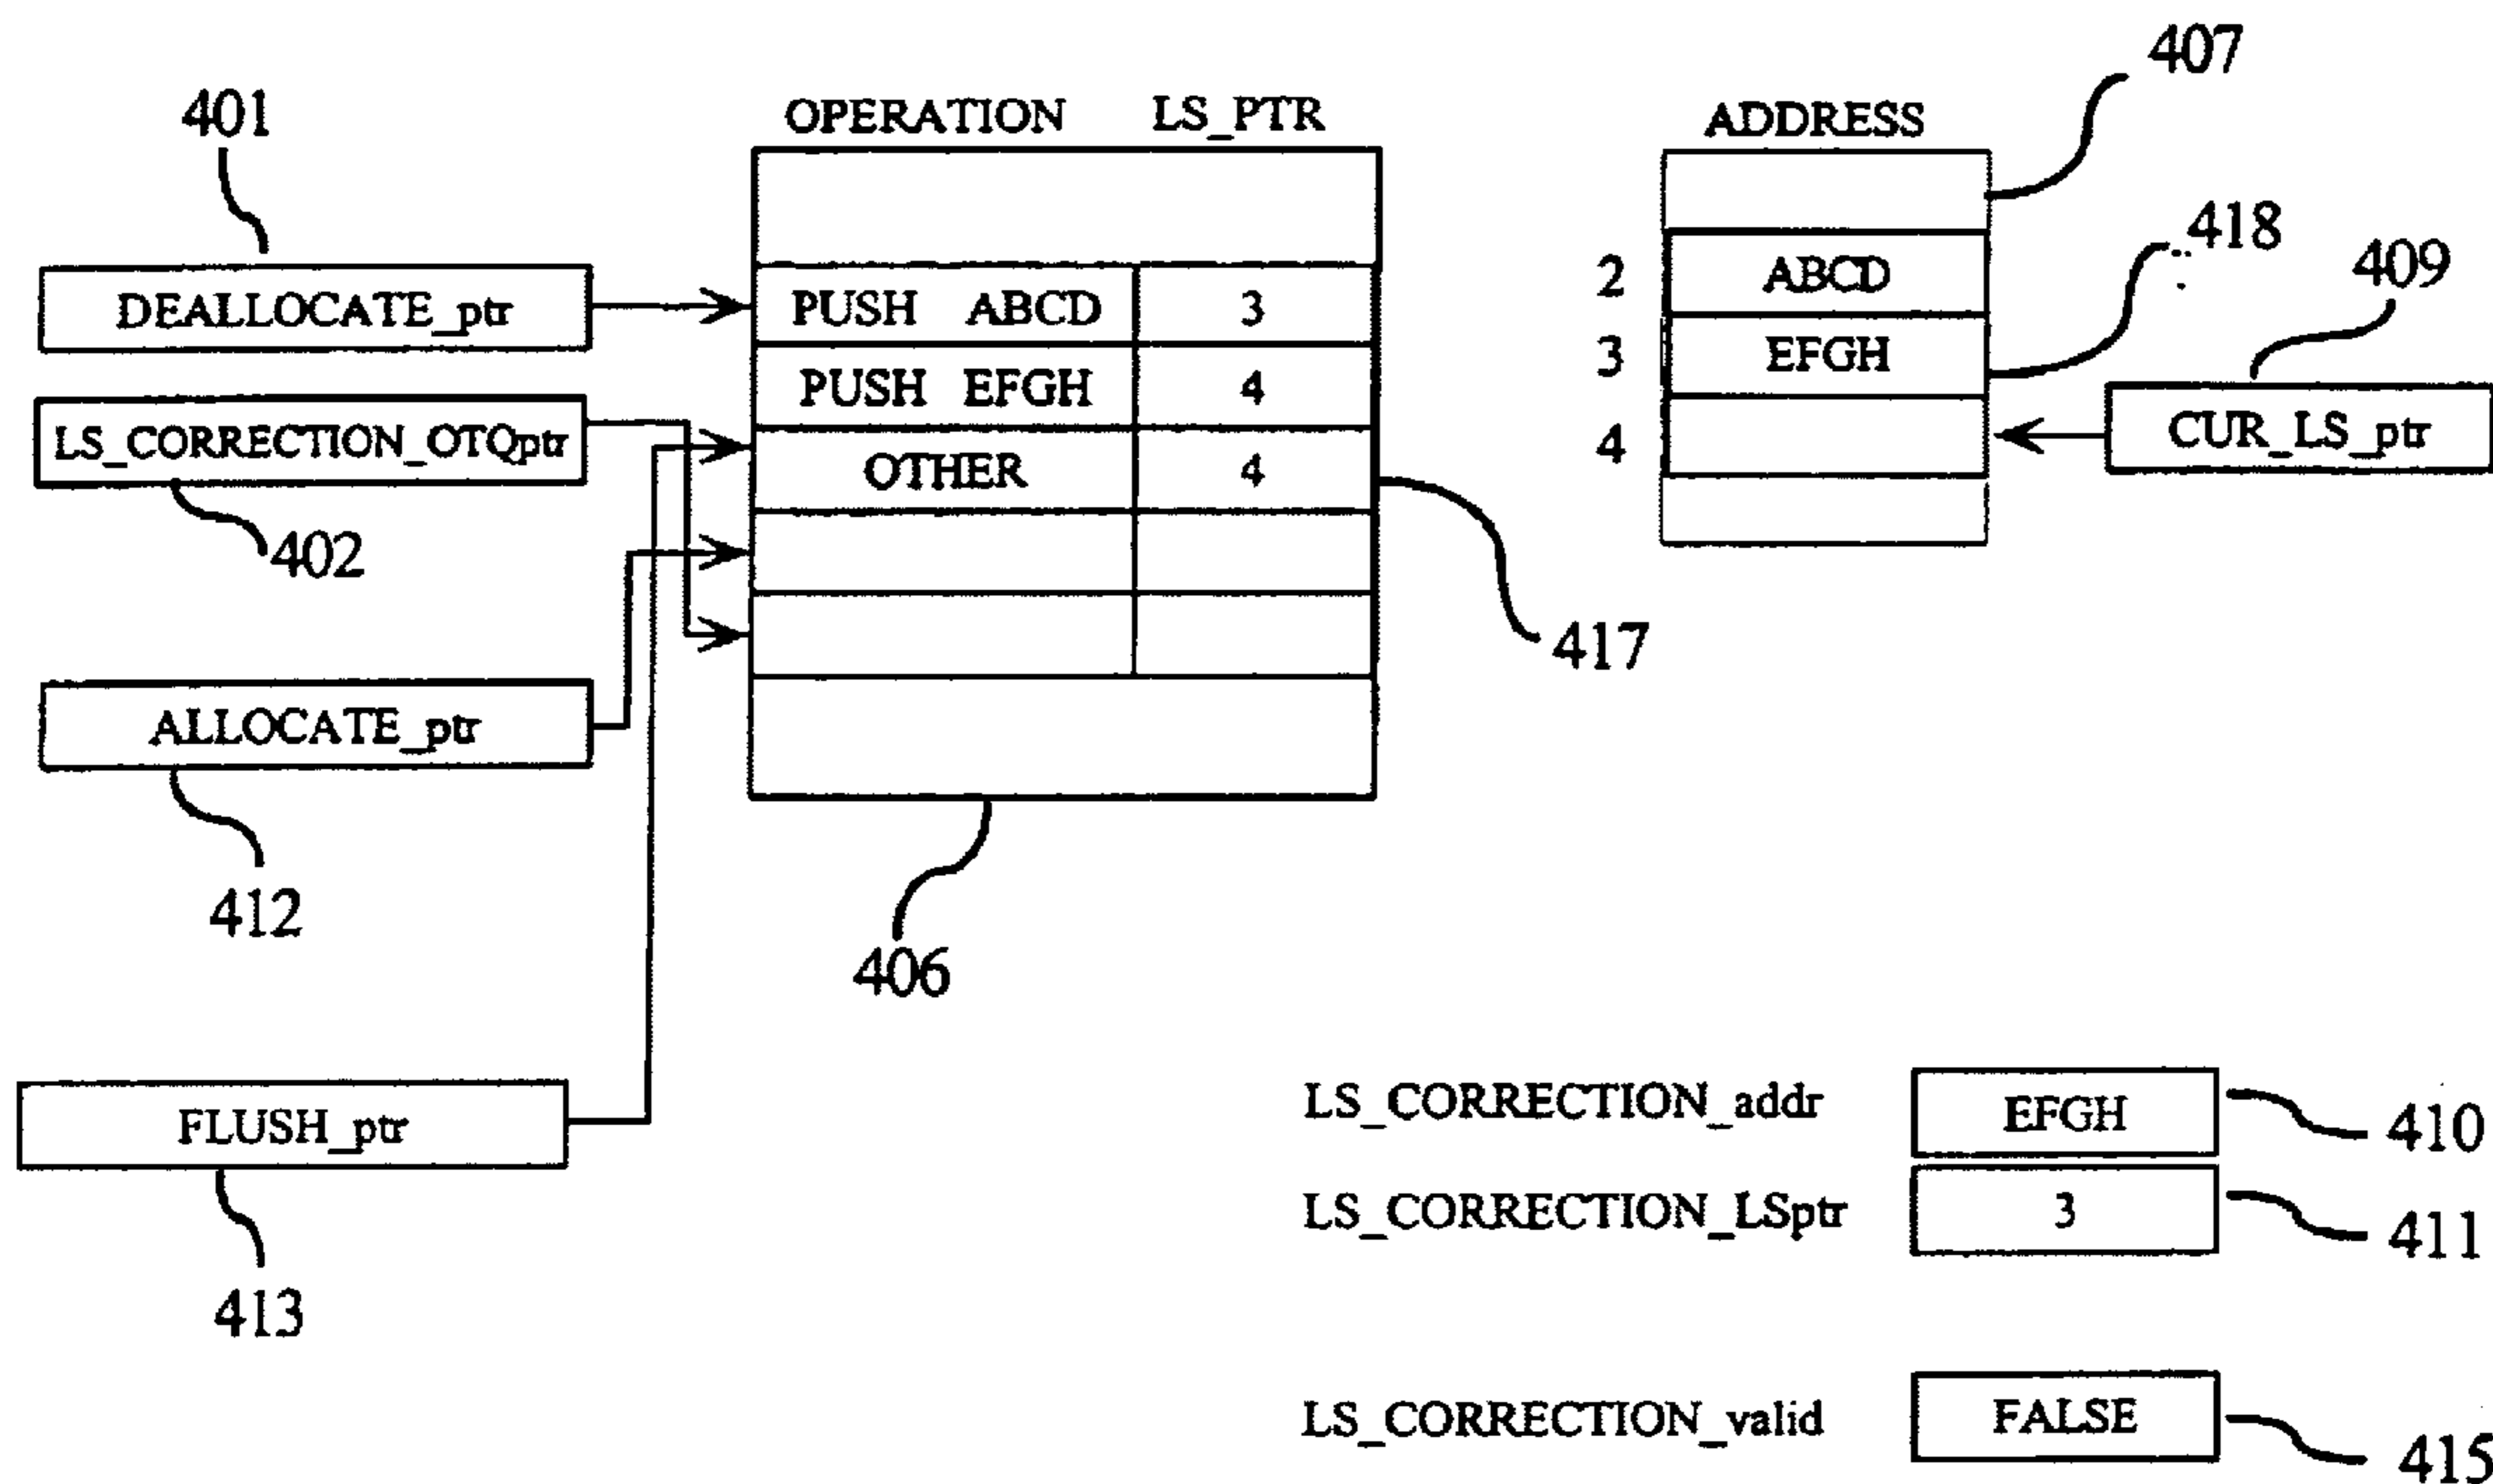 407
401
OPERATION LS_PTR
ADDRESS
418
409
2 ABCD
DEALLOCATE_ptr
PUSH ABCD 3
3 EFGH
PUSH EFGH 4
LS_CORRECTION_OTQptr
4
CUR_LS_ptr
OTHER 4
402
417
ALLOCATE_ptr
412
406
LS_CORRECTION_addr EFGH 410
FLUSH_ptr
LS_CORRECTION_LSptr 3 411
413
LS_CORRECTION_valid FALSE 415